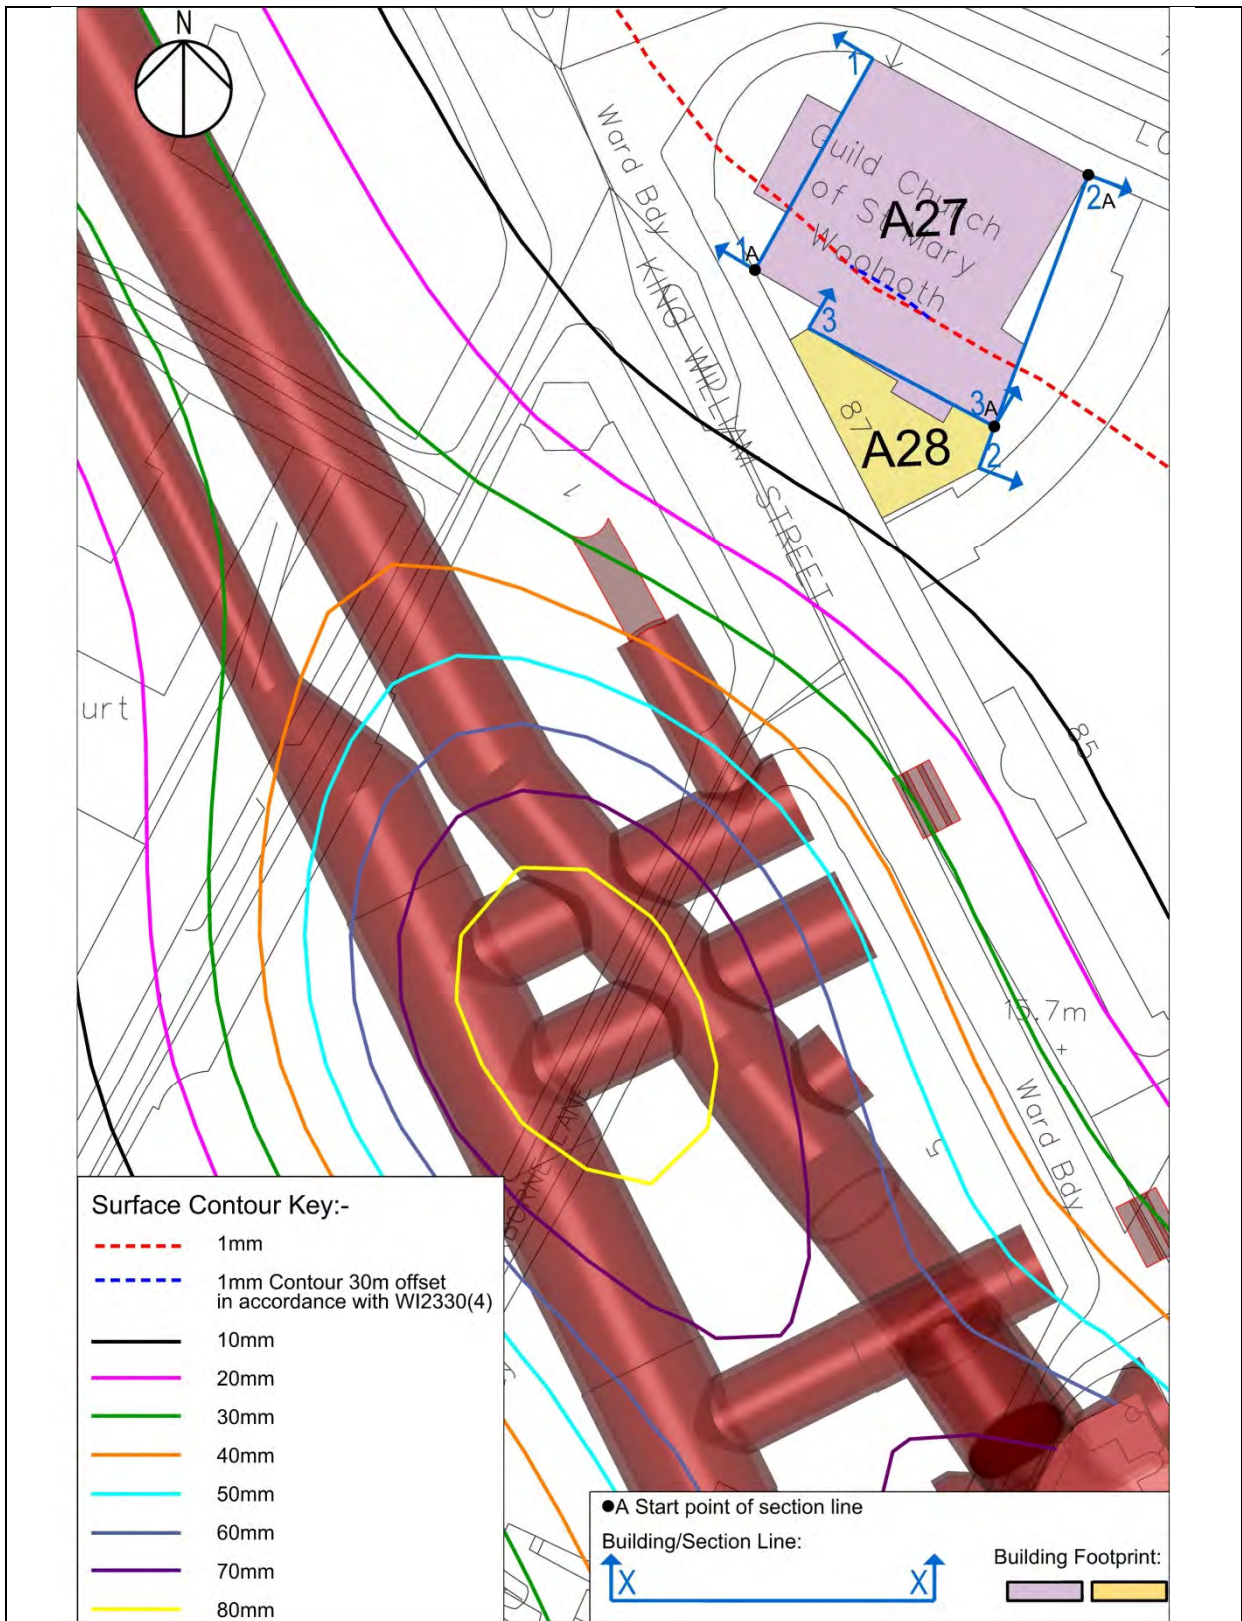 N
Ward Bdy
KING WILLIAM STREET
LO
1
1A
2A
Guild Church
of St Mary
Woolnoth
A27
3
3A
2
87
A28
1
urt
85
15.7m
+
Ward Bdy
5
Surface Contour Key:-
1mm
1mm Contour 30m offset
in accordance with WI2330(4)
10mm
20mm
30mm
40mm
50mm
60mm
70mm
80mm
●A Start point of section line
Building/Section Line:
X X
Building Footprint: